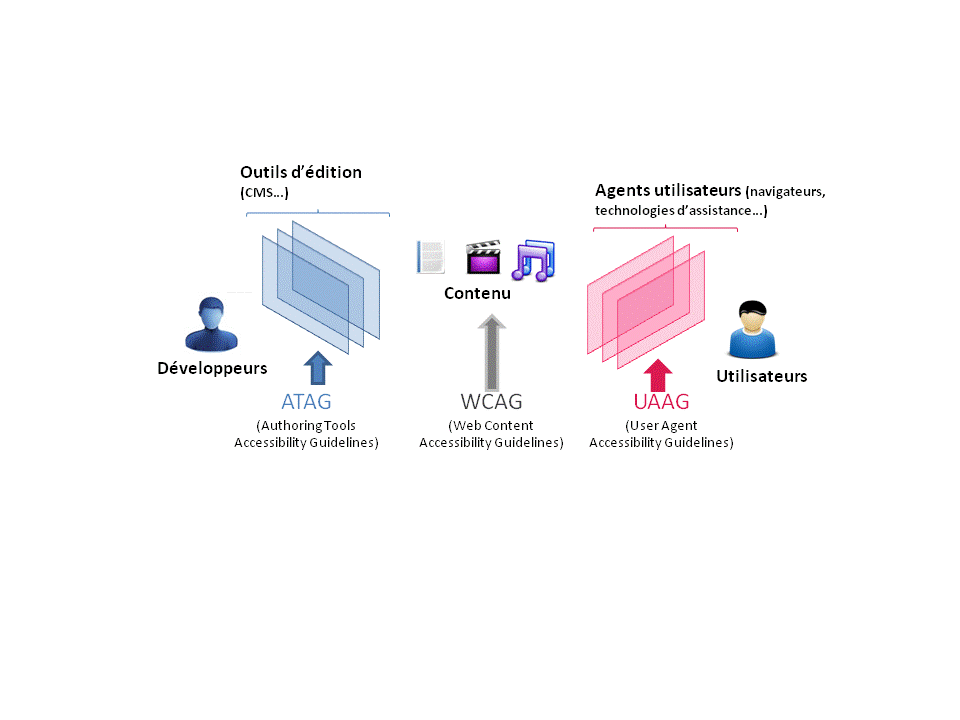 Outils d’édition
(CMS...)
Agents utilisateurs (navigateurs,
technologies d’assistance...)
Contenu
Développeurs
Utilisateurs
ATAG
(Authoring Tools
Accessibility Guidelines)
WCAG
(Web Content
Accessibility Guidelines)
UAAG
(User Agent
Accessibility Guidelines)